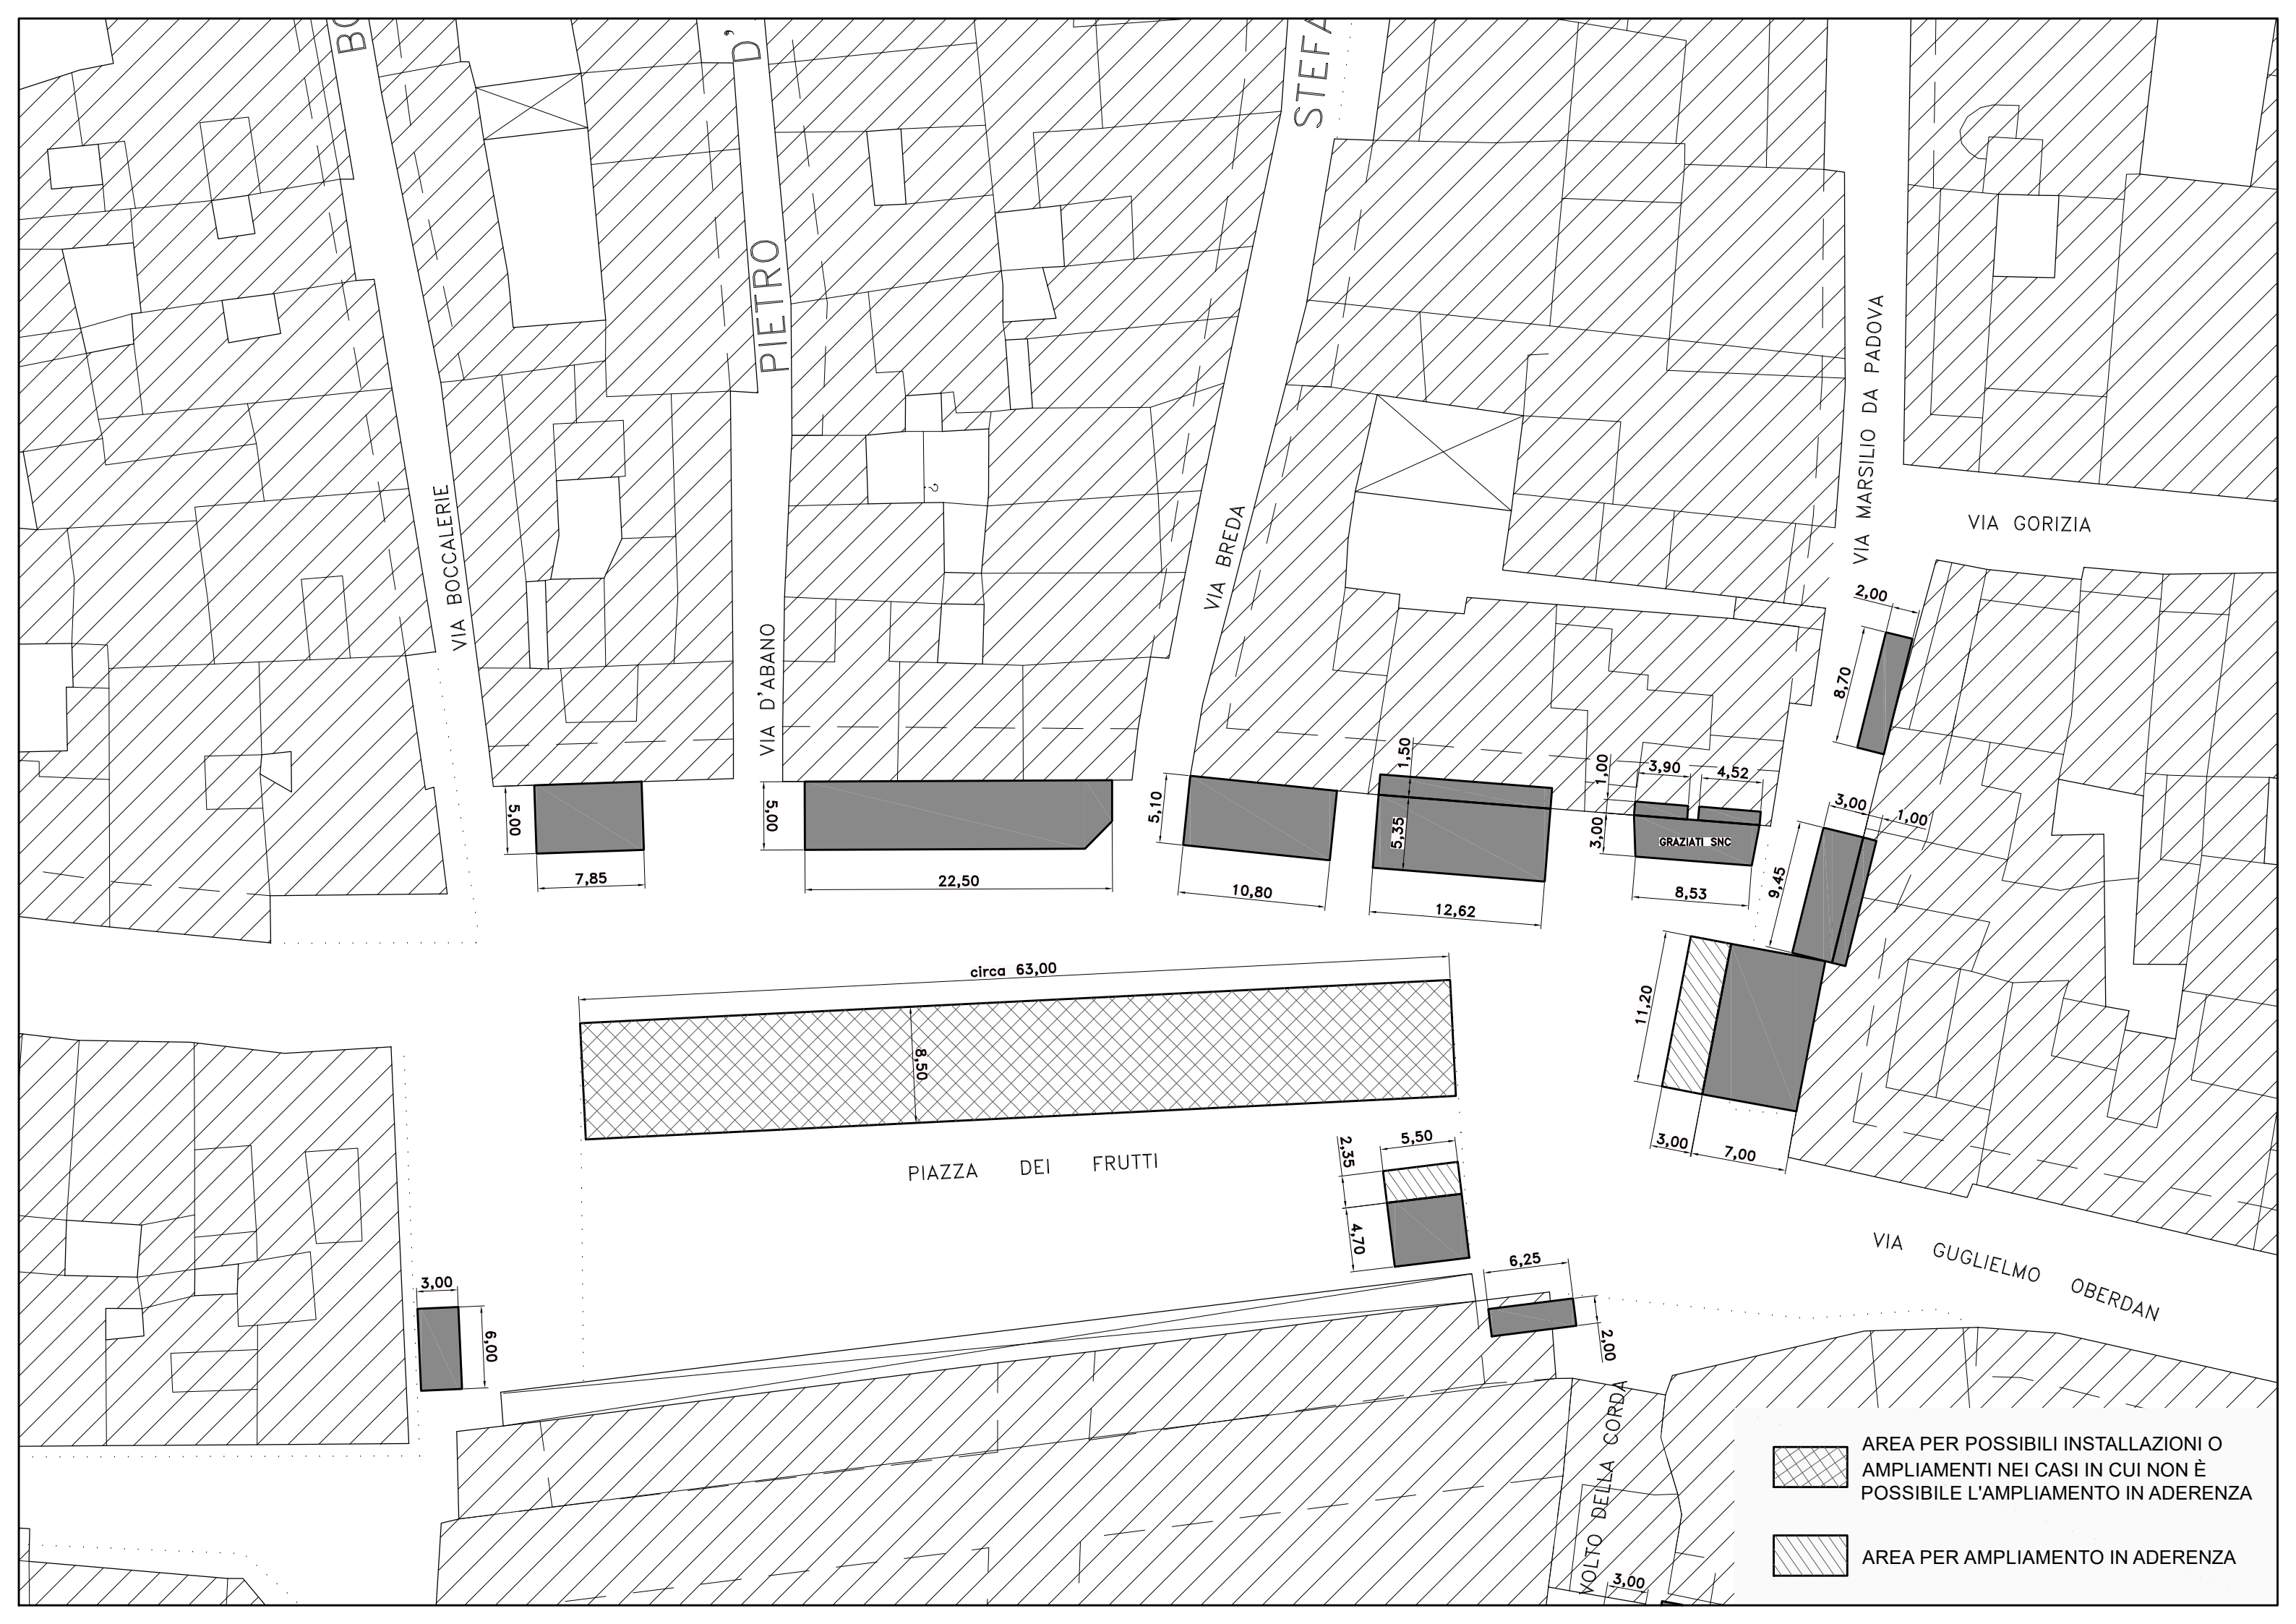 BO
D'
STEFA
PIETRO
VIA MARSILIO DA PADOVA
VIA GORIZIA
VIA BOCCALERIE
VIA BREDA
VIA D'ABANO
2,00
8,70
1,50
1,00
3,90
4,52
5,00
5,00
5,10
5,35
3,00
GRAZIATI SNC
3,00
1,00
9,45
7,85
22,50
10,80
12,62
8,53
circa 63,00
8,50
11,20
3,00
7,00
PIAZZA DEI FRUTTI
5,50
2,35
4,70
6,25
2,00
VIA GUGLIELMO OBERDAN
3,00
6,00
VOLTO DELLA CORDA
3,00
AREA PER POSSIBILI INSTALLAZIONI O
AMPLIAMENTI NEI CASI IN CUI NON È
POSSIBILE L'AMPLIAMENTO IN ADERENZA
AREA PER AMPLIAMENTO IN ADERENZA